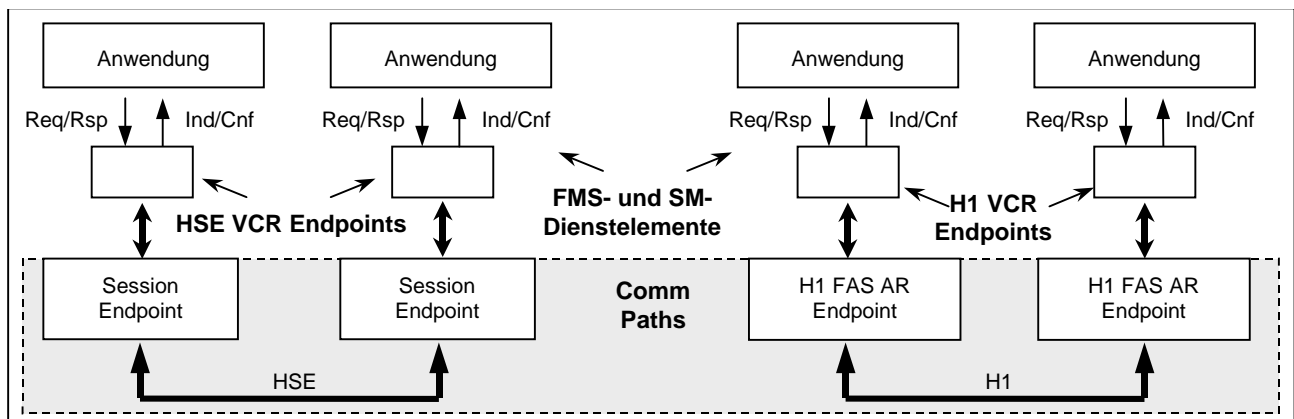 Anwendung
Anwendung
Anwendung
Anwendung
Req/Rsp
Ind/Cnf
Req/Rsp
Ind/Cnf
Req/Rsp
Ind/Cnf
Req/Rsp
Ind/Cnf
HSE VCR Endpoints
FMS- und SM-
Dienstelemente
H1 VCR
Endpoints
Session
Endpoint
Session
Endpoint
Comm
Paths
H1 FAS AR
Endpoint
H1 FAS AR
Endpoint
HSE
H1